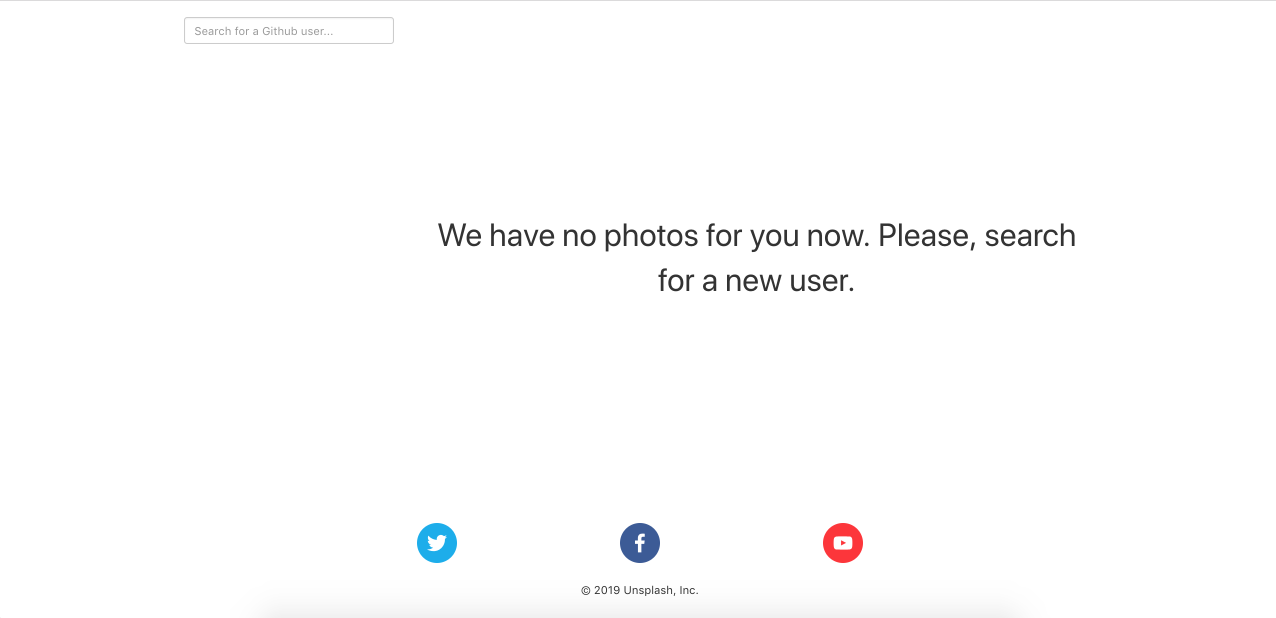 Search for a Github user...
We have no photos for you now. Please, search
for a new user.
© 2019 Unsplash, Inc.